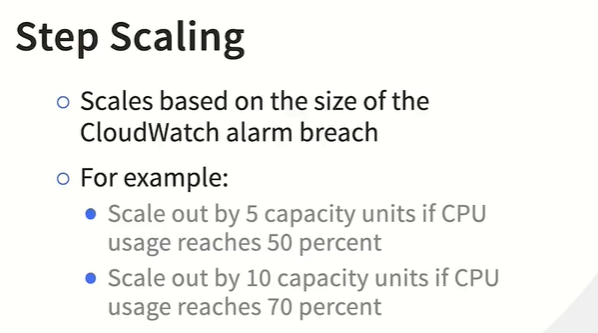 Step Scaling
Scales based on the size of the
CloudWatch alarm breach
For example:
Scale out by 5 capacity units if CPU
usage reaches 50 percent
Scale out by 10 capacity units if CPU
usage reaches 70 percent